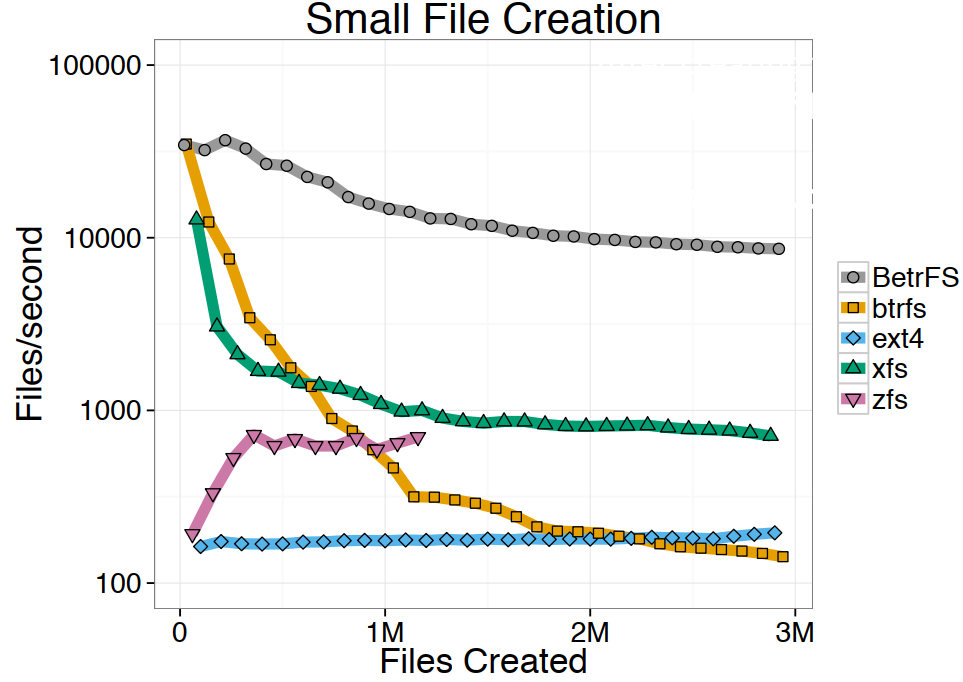 Small File Creation
100000
10000
1000
100
Files/second
0 1M 2M 3M
Files Created
BetrFS
btrfs
ext4
xfs
zfs